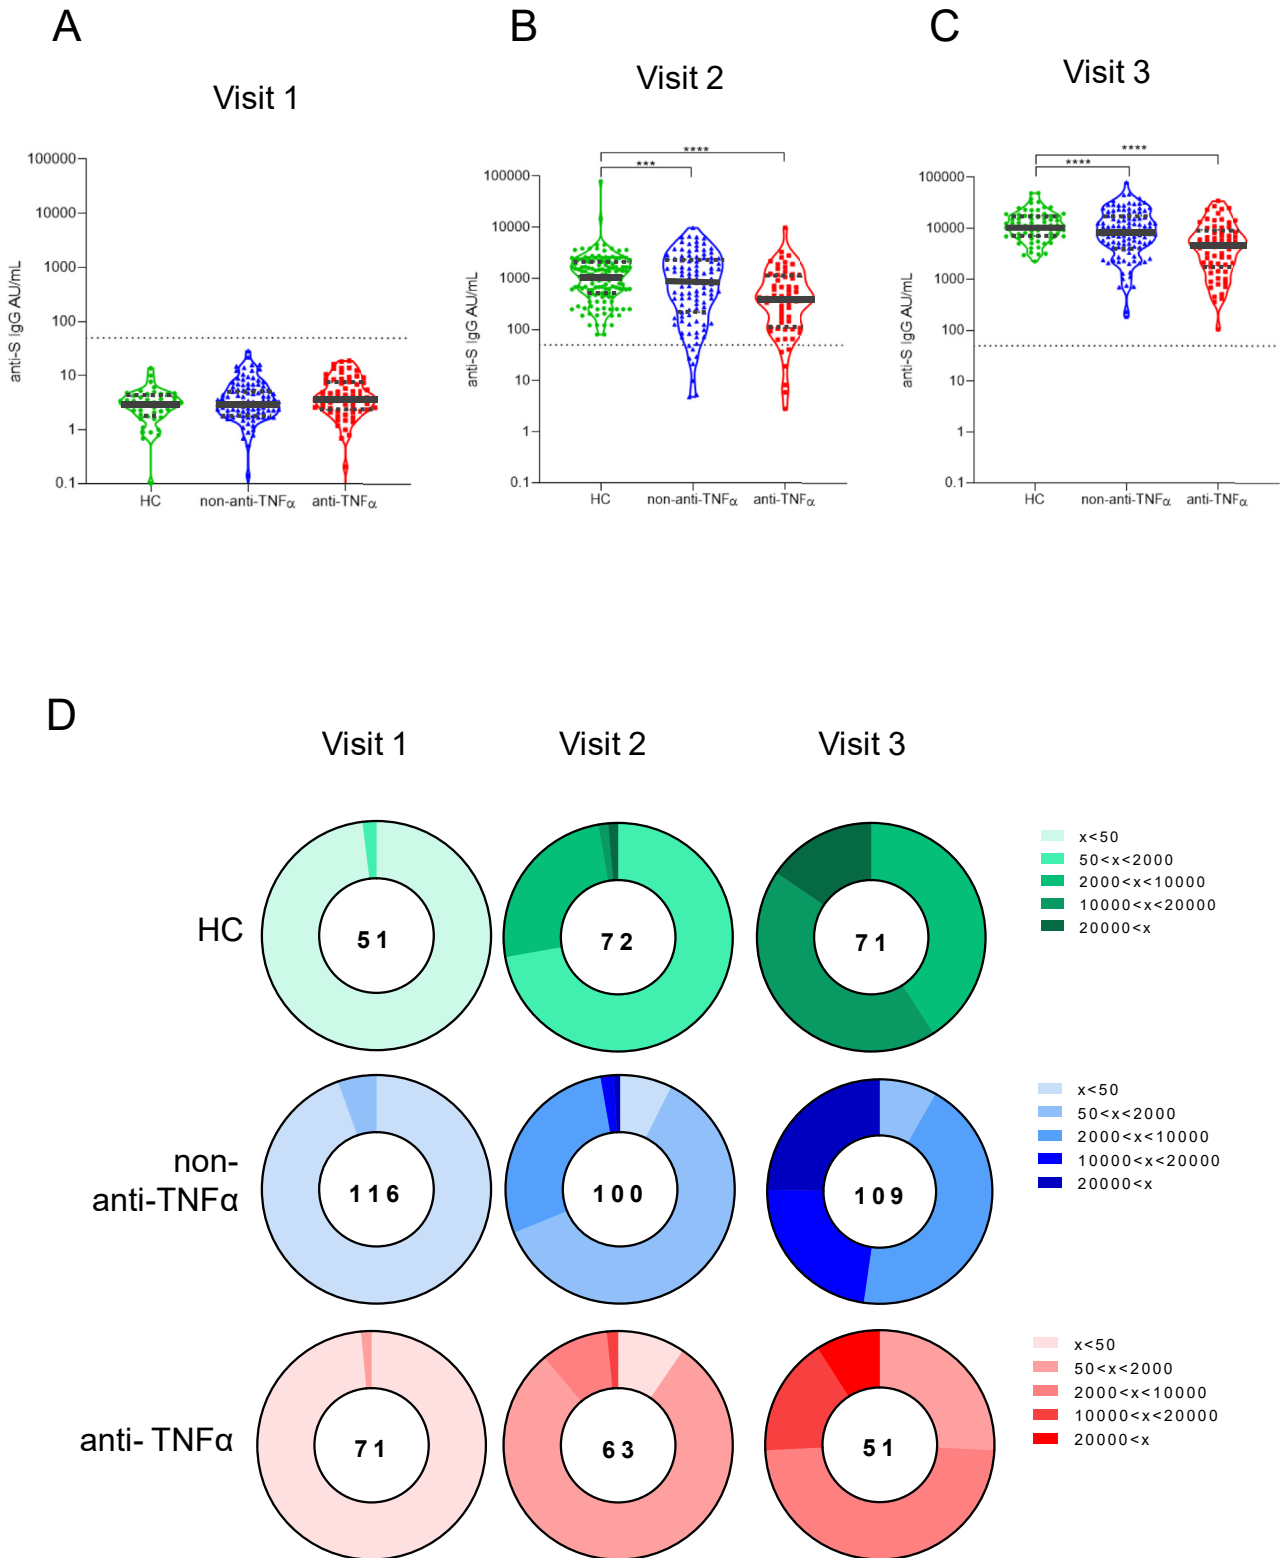 A
B
C
Visit 1
Visit 2
Visit 3
anti-S IgG AU/mL
100000
10000
1000
100
10
1
0.1
HC
non-anti-TNFα
anti-TNFα
anti-S IgG AU/mL
100000
10000
1000
100
10
1
0.1
***
****
HC
non-anti-TNFα
anti-TNFα
anti-S IgG AU/mL
100000
10000
1000
100
10
1
0.1
****
****
HC
non-anti-TNFα
anti-TNFα
D
Visit 1
Visit 2
Visit 3
HC
51
72
71
x<50
50<x<2000
2000<x<10000
10000<x<20000
20000<x
non-
anti-TNFα
116
100
109
x<50
50<x<2000
2000<x<10000
10000<x<20000
20000<x
anti- TNFα
71
63
51
x<50
50<x<2000
2000<x<10000
10000<x<20000
20000<x